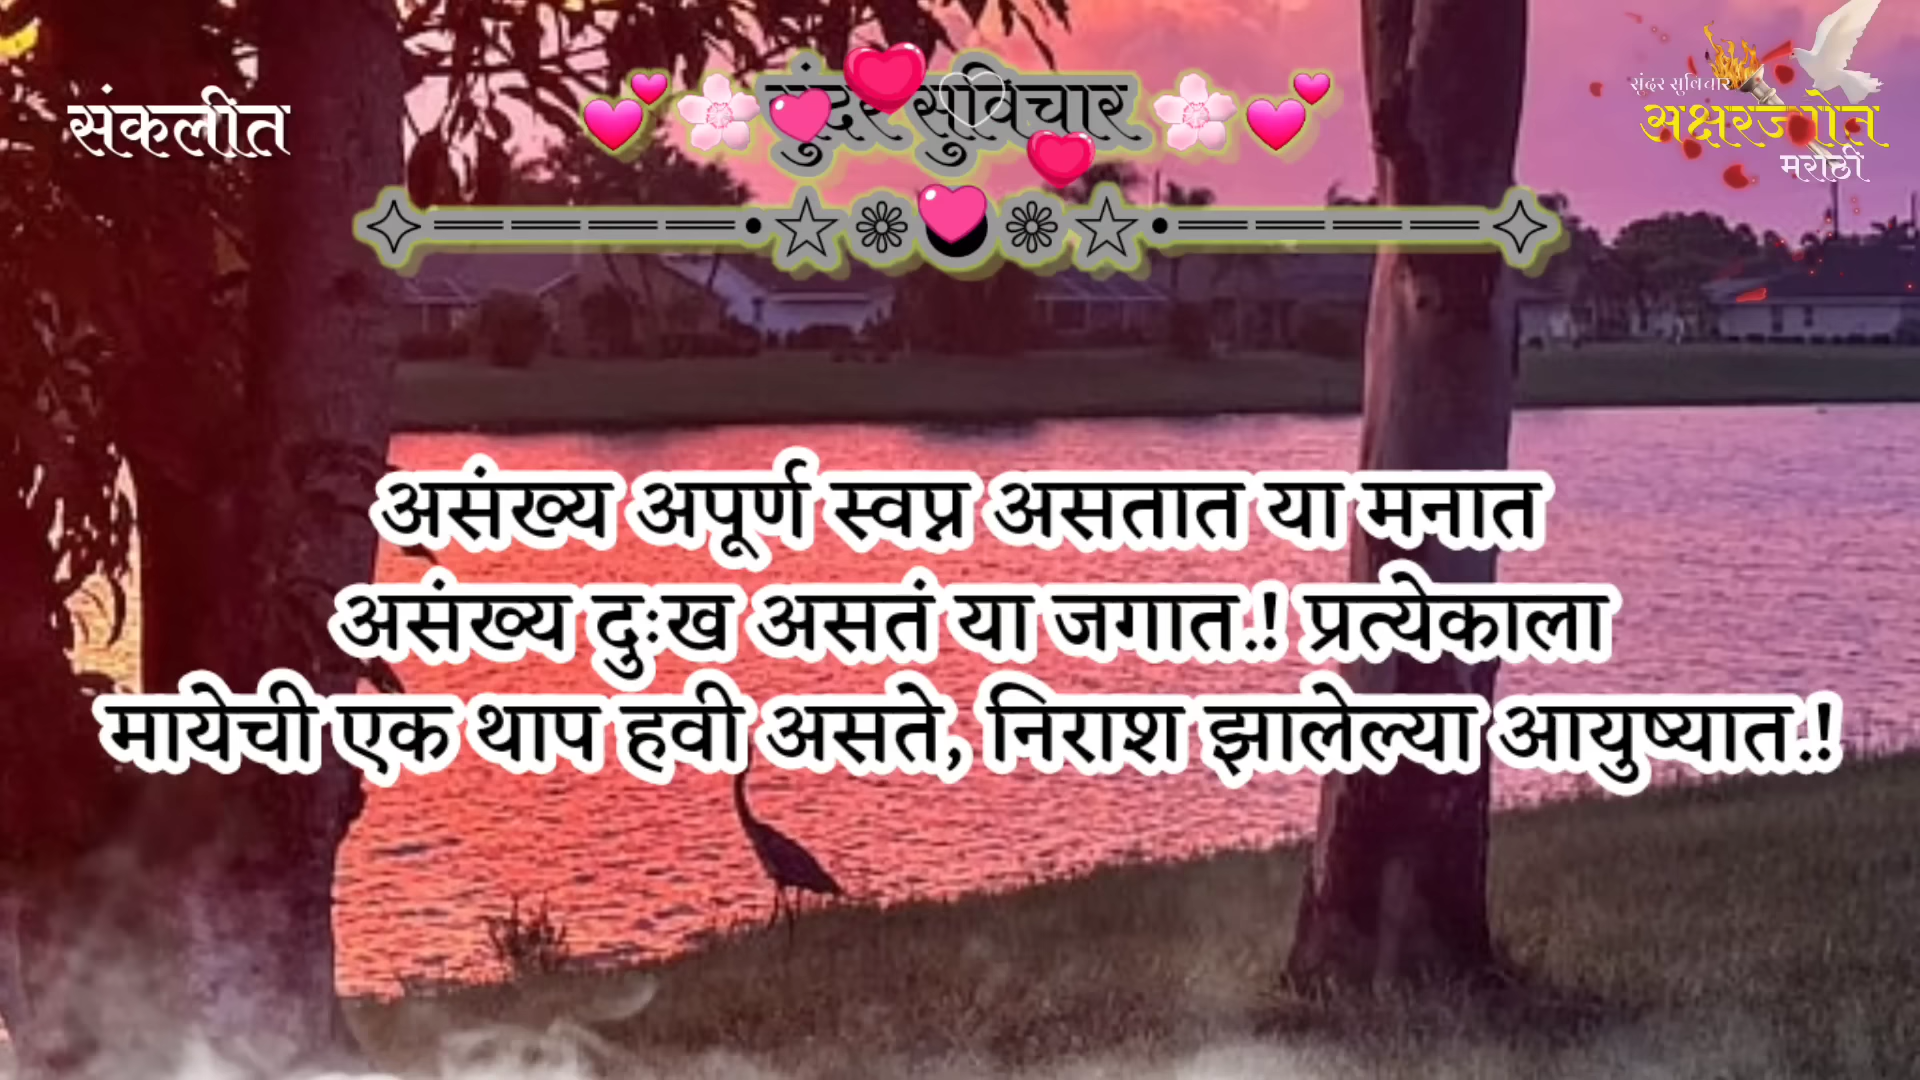 संकलीत
💕🌸सुंदर सुविचार🌸💕
सुंदर सुविचार
अक्षरज्योत
मराठी
✧═════•☆❁●❁☆•═════✧
असंख्य अपूर्ण स्वप्न असतात या मनात
असंख्य दुःख असतं या जगात.! प्रत्येकाला
मायेची एक थाप हवी असते, निराश झालेल्या आयुष्यात.!